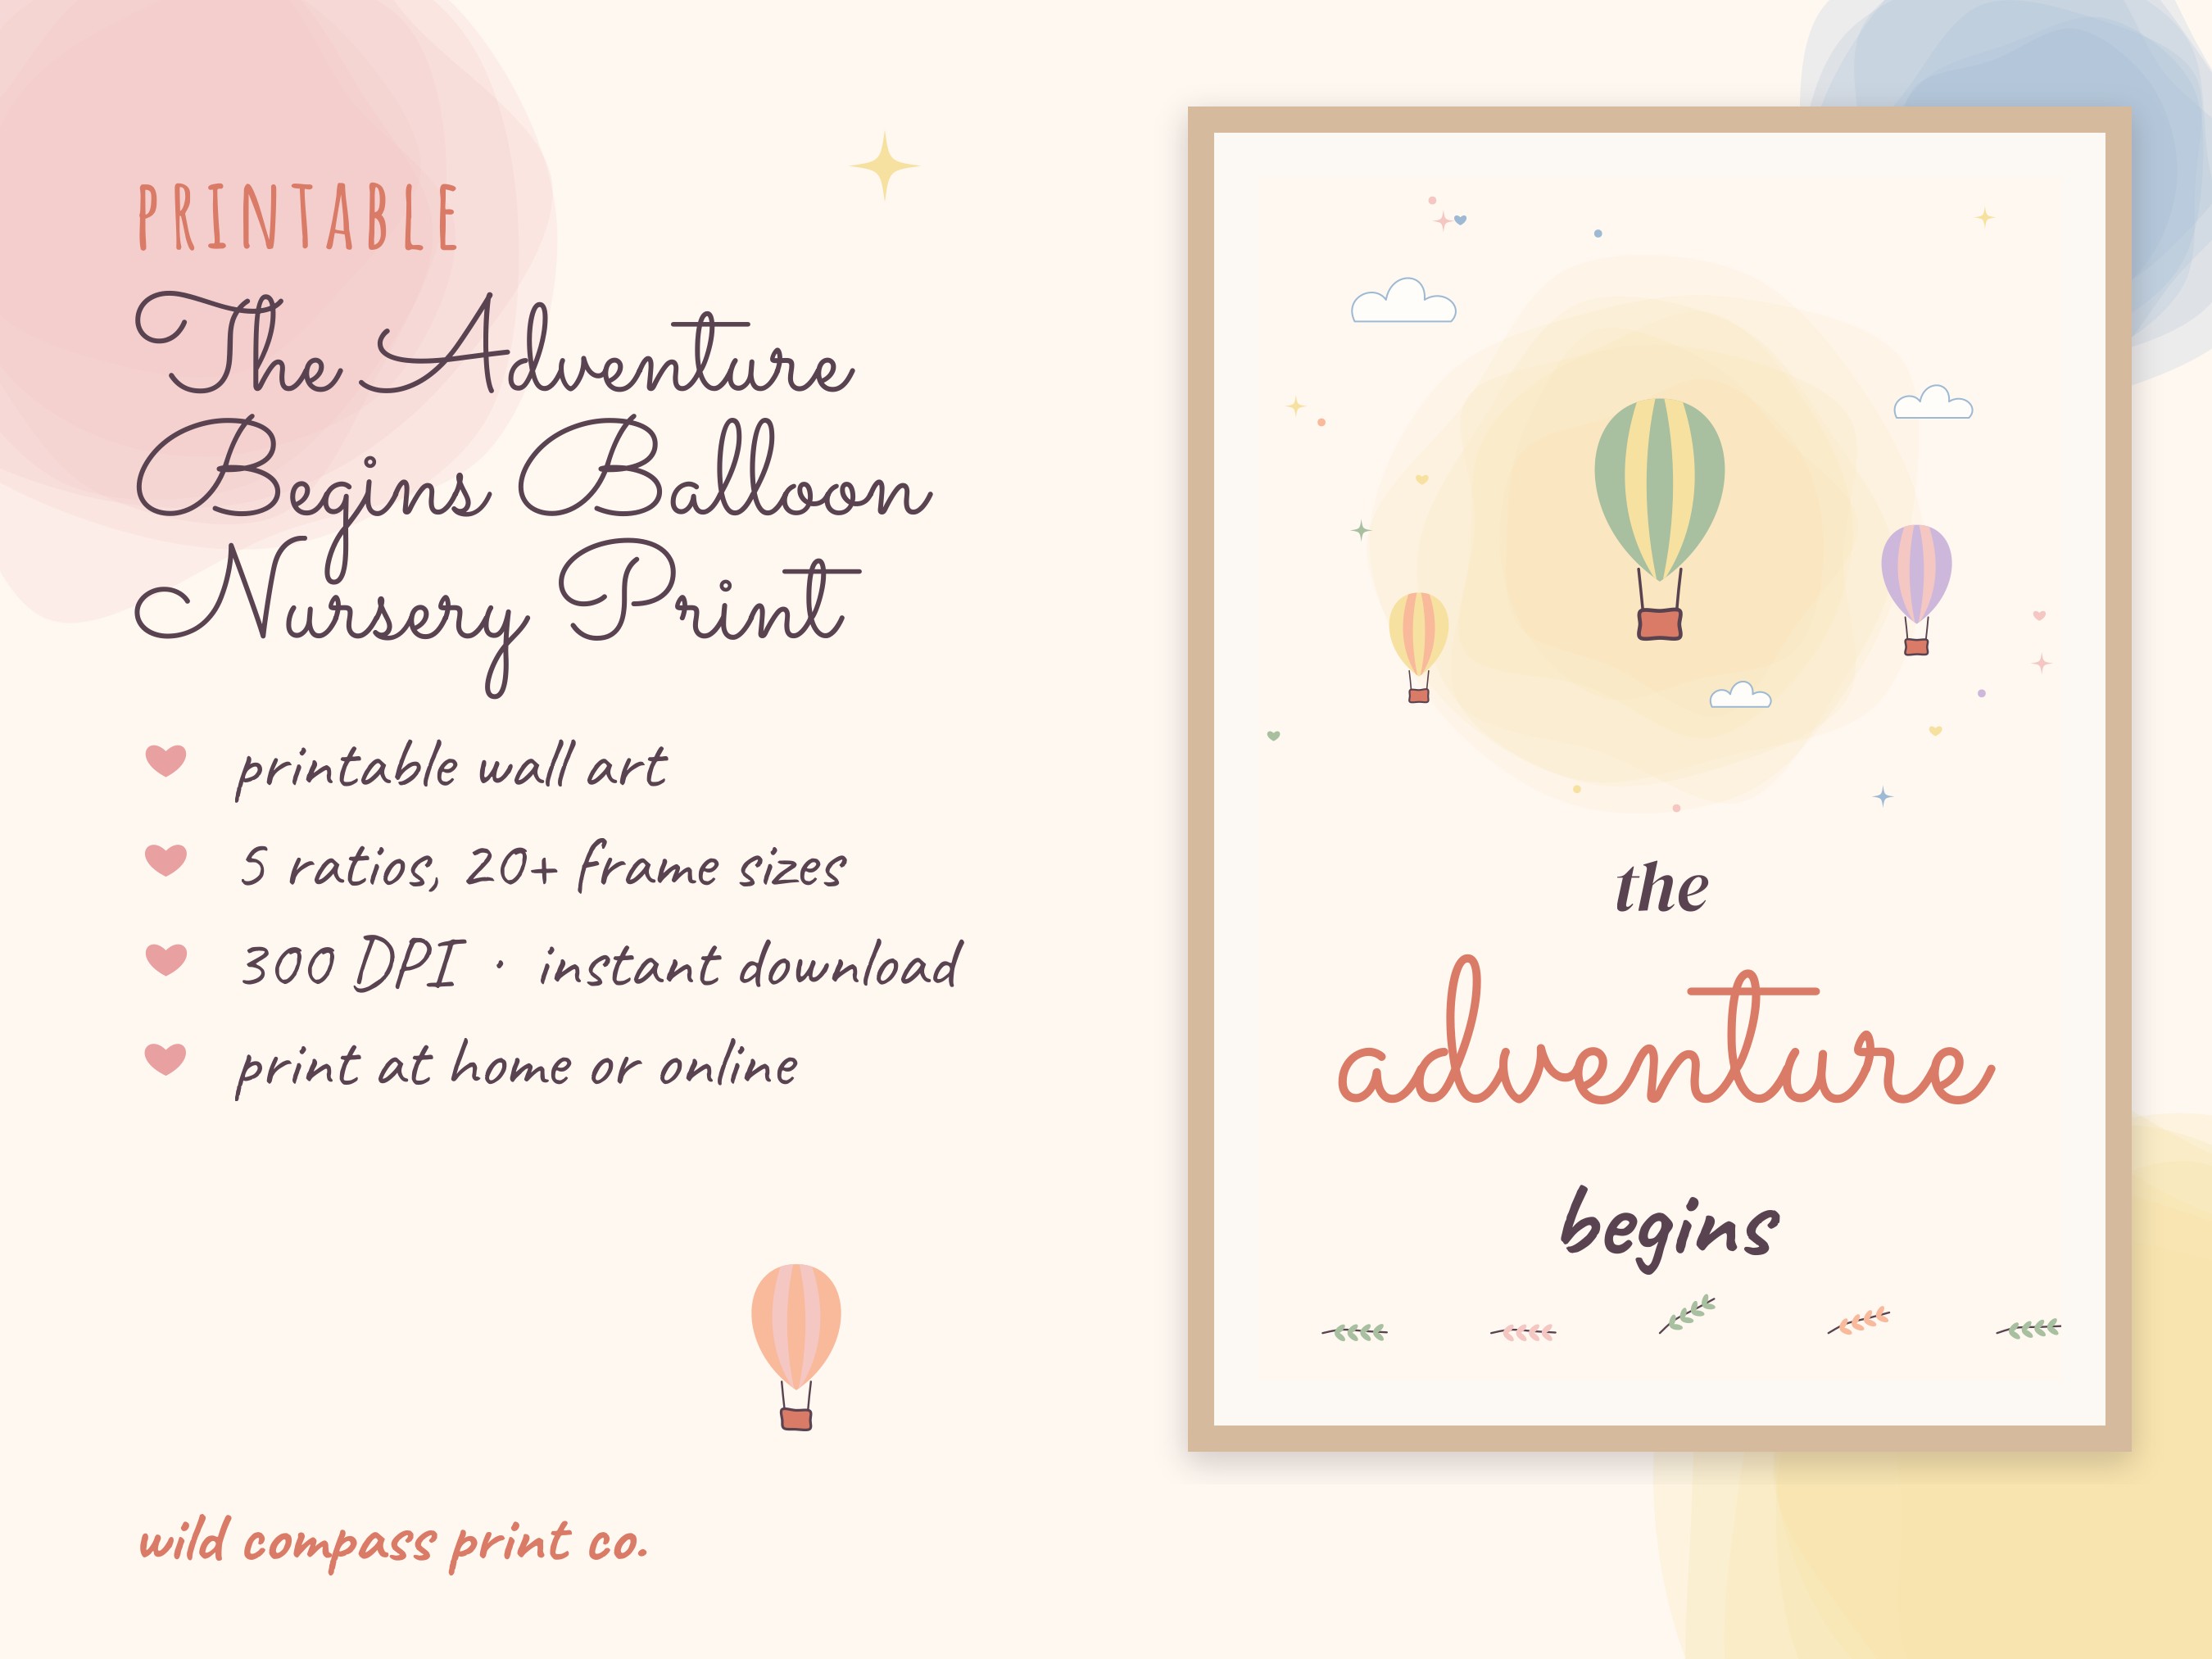 PRINTABLE
The Adventure
Begins Balloon
Nursery Print
printable wall art
5 ratios, 20+ frame sizes
300 DPI · instant download
print at home or online
wild compass print co.
the
adventure
begins